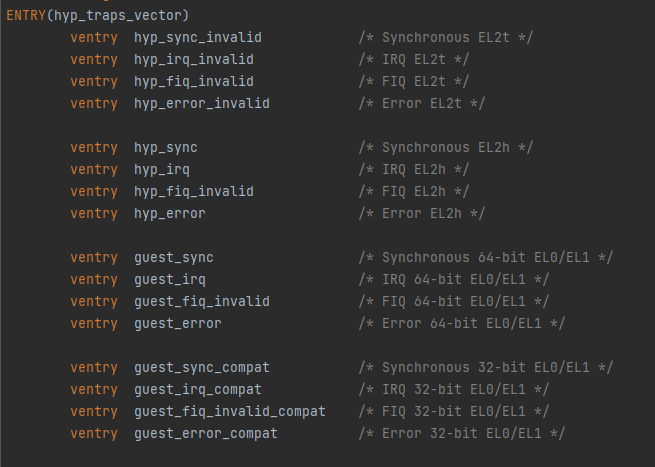 ENTRY(hyp_traps_vector)
ventry hyp_sync_invalid /* Synchronous EL2t */
ventry hyp_irq_invalid /* IRQ EL2t */
ventry hyp_fiq_invalid /* FIQ EL2t */
ventry hyp_error_invalid /* Error EL2t */
ventry hyp_sync /* Synchronous EL2h */
ventry hyp_irq /* IRQ EL2h */
ventry hyp_fiq_invalid /* FIQ EL2h */
ventry hyp_error /* Error EL2h */
ventry guest_sync /* Synchronous 64-bit EL0/EL1 */
ventry guest_irq /* IRQ 64-bit EL0/EL1 */
ventry guest_fiq_invalid /* FIQ 64-bit EL0/EL1 */
ventry guest_error /* Error 64-bit EL0/EL1 */
ventry guest_sync_compat /* Synchronous 32-bit EL0/EL1 */
ventry guest_irq_compat /* IRQ 32-bit EL0/EL1 */
ventry guest_fiq_invalid_compat /* FIQ 32-bit EL0/EL1 */
ventry guest_error_compat /* Error 32-bit EL0/EL1 */